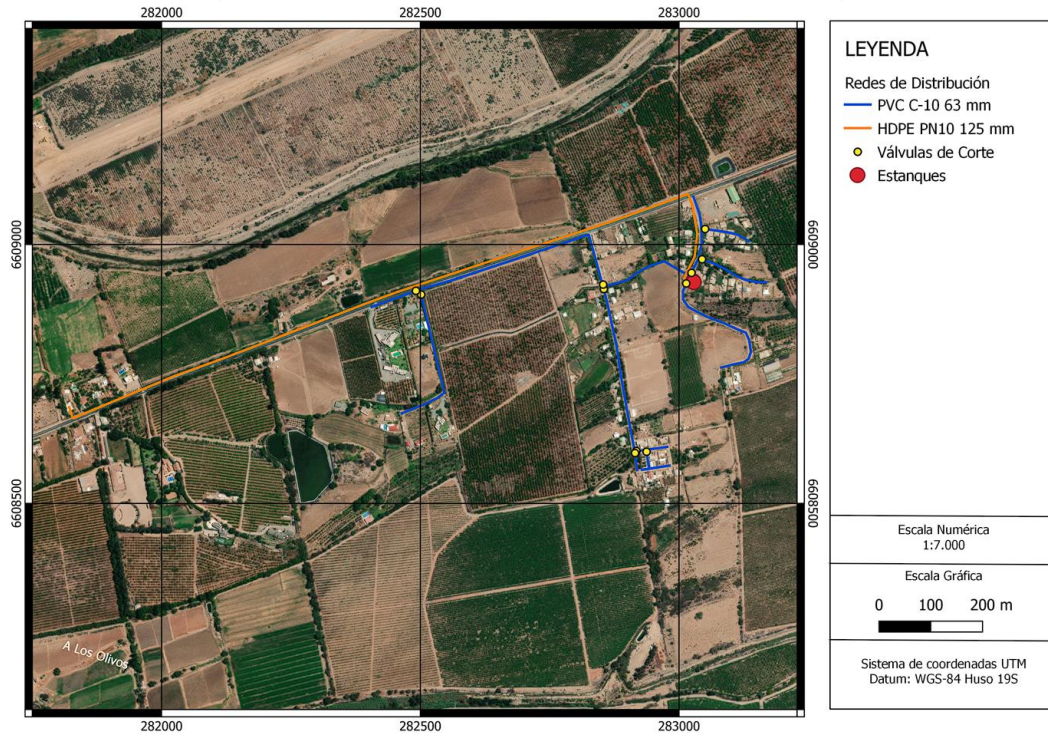 282000 282500 283000
6609000 6609000
6608500 6608500
A Los Olivos
282000 282500 283000
LEYENDA
Redes de Distribución
PVC C-10 63 mm
HDPE PN10 125 mm
Válvulas de Corte
Estanques
Escala Numérica
1:7.000
Escala Gráfica
0 100 200 m
Sistema de coordenadas UTM
Datum: WGS-84 Huso 19S